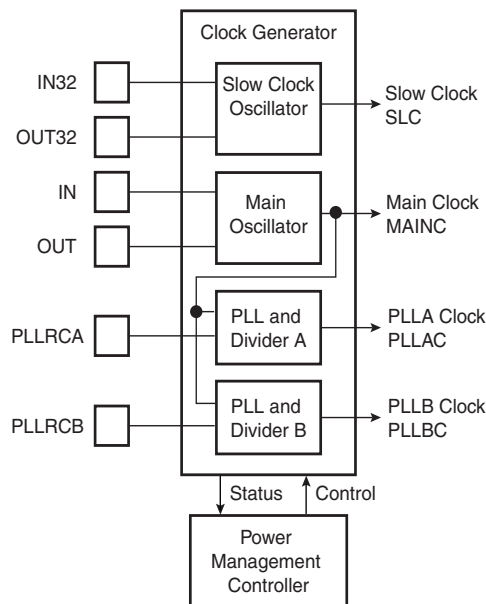 Clock Generator
IN32
Slow Clock
Oscillator
Slow Clock
SLC
OUT32
IN
Main
Oscillator
Main Clock
MAINC
OUT
PLLRCA
PLL and
Divider A
PLLA Clock
PLLAC
PLLRCB
PLL and
Divider B
PLLB Clock
PLLBC
Status
Control
Power
Management
Controller